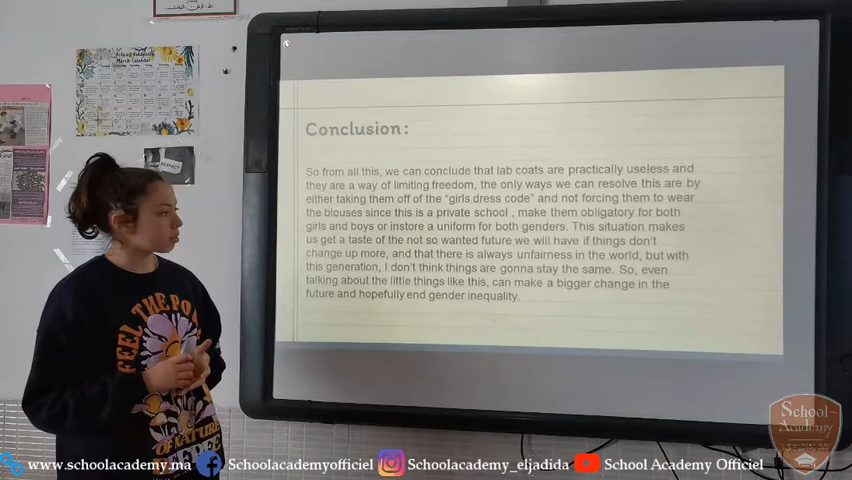 School Academy
March Calendar
RESPECT
Conclusion:
So from all this, we can conclude that lab coats are practically useless and
they are a way of limiting freedom, the only ways we can resolve this are by
either taking them off of the "girls,dress code" and not forcing them to wear
the blouses since this is a private school , make them obligatory for both
girls and boys or instore a uniform for both genders. This situation makes
us get a taste of the not so wanted future we will have if things don't
change up more, and that there is always unfairness in the world, but with
this generation, I don't think things are gonna stay the same. So, even
talking about the little things like this, can make a bigger change in the
future and hopefully end gender inequality.
FEEL THE
OF NATURE
School
Academy
www.schoolacademy.ma Schoolacademyofficiel Schoolacademy_eljadida School Academy Officiel